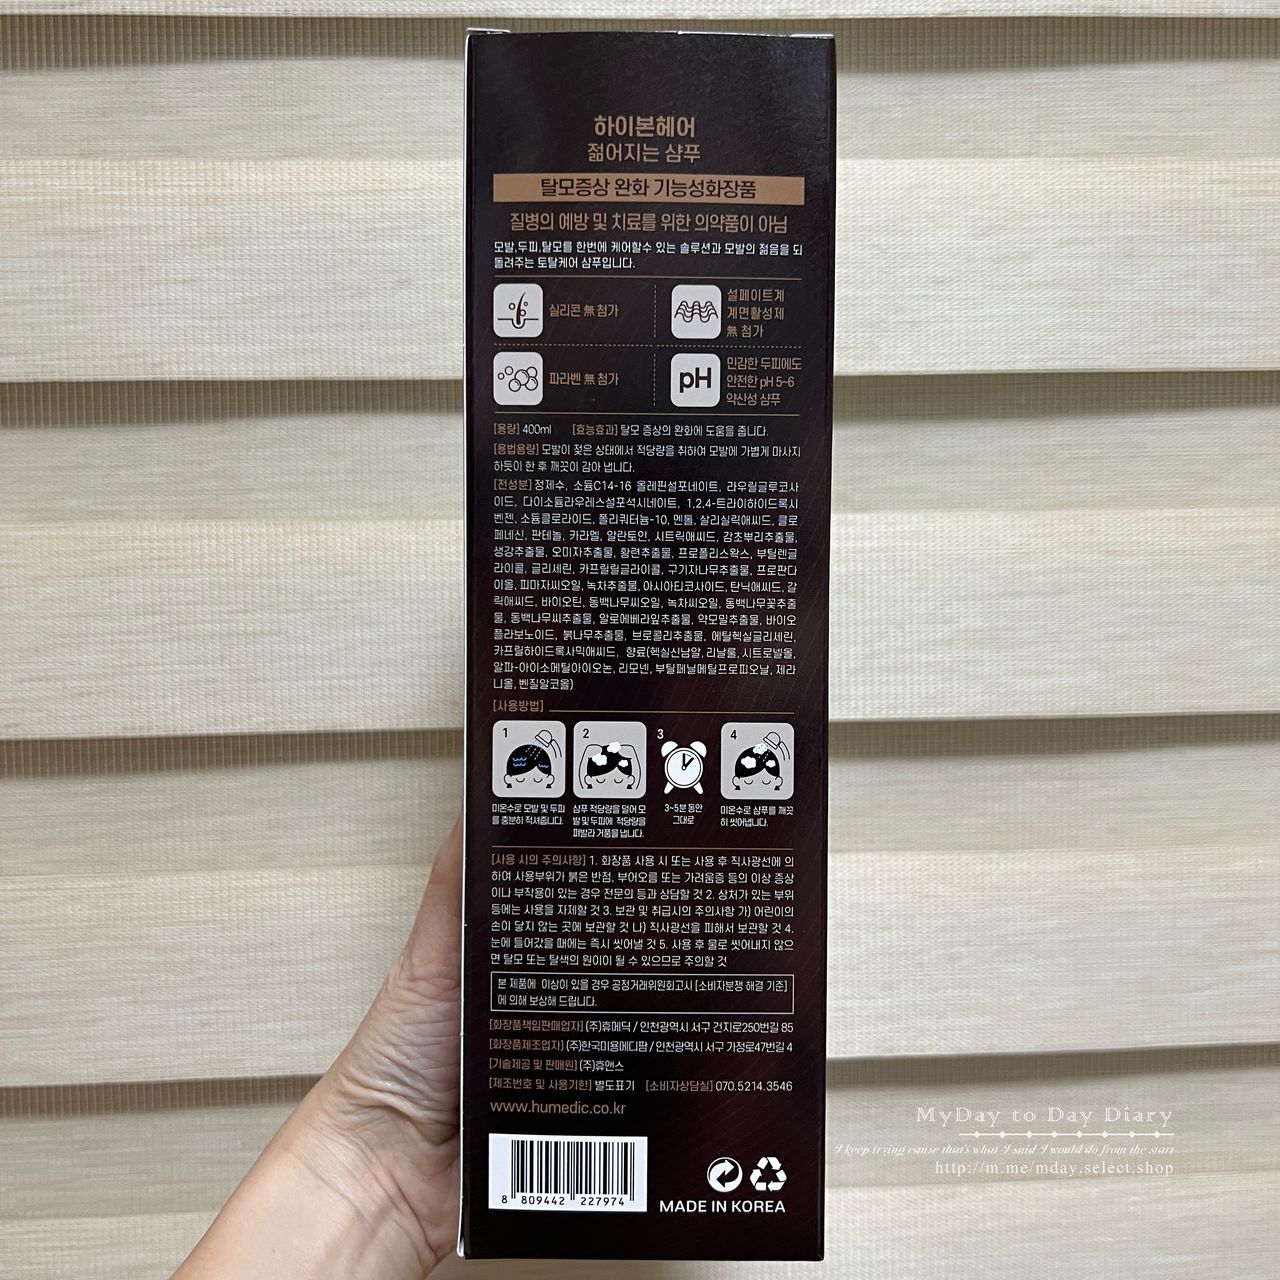 하이본헤어
젊어지는 샴푸
탈모증상 완화 기능성화장품
질병의 예방 및 치료를 위한 의약품이 아님
모발,두피,탈모를 한번에 케어할수 있는 솔루션과 모발의 젊음을 되
돌려주는 토탈케어 샴푸입니다.
실리콘 無 첨가
설페이트계
계면활성제
無 첨가
파라벤 無 첨가
pH
민감한 두피에도
안전한 pH 5~6
약산성 샴푸
[용량] 400ml [효능효과] 탈모 증상의 완화에 도움을 줍니다.
[용법용량] 모발이 젖은 상태에서 적당량을 취하여 모발에 가볍게 마사지
하듯이 한 후 깨끗이 감아 냅니다.
[전성분] 정제수, 소듐C14-16 올레핀설포네이트, 라우릴글루코사
이드, 다이소듐라우레스설포석시네이트, 1,2,4-트라이하이드록시
벤젠, 소듐클로라이드, 폴리쿼터늄-10, 멘톨, 살리실릭애씨드, 클로
페네신, 판테놀, 카라멜, 알란토인, 시트릭애씨드, 감초뿌리추출물,
생강추출물, 오미자추출물, 황련추출물, 프로폴리스왁스, 부틸렌글
라이콜, 글리세린, 카프릴릴글라이콜, 구기자나무추출물, 프로판다
이올, 피마자씨오일, 녹차추출물, 아시아티코사이드, 탄닉애씨드, 갈
릭애씨드, 바이오틴, 동백나무씨오일, 녹차씨오일, 동백나무꽃추출
물, 동백나무씨추출물, 알로에베라잎추출물, 약모밀추출물, 바이오
플라보노이드, 붉나무추출물, 브로콜리추출물, 에틸헥실글리세린,
카프릴하이드록사믹애씨드, 향료(헥실신남알, 리날룰, 시트로넬올,
알파-아이소메틸아이오논, 리모넨, 부틸페닐메틸프로피오날, 제라
니올, 벤질알코올)
[사용방법]
1
2
3
4
미온수로 모발 및 두피
를 충분히 적셔줍니다.
샴푸 적당량을 덜어 모
발 및 두피에 적당량을
펴발라 거품을 냅니다.
3~5분 동안
그대로
미온수로 샴푸를 깨끗
히 씻어냅니다.
[사용 시의 주의사항] 1. 화장품 사용 시 또는 사용 후 직사광선에 의
하여 사용부위가 붉은 반점, 부어오름 또는 가려움증 등의 이상 증상
이나 부작용이 있는 경우 전문의 등과 상담할 것 2. 상처가 있는 부위
등에는 사용을 자제할 것 3. 보관 및 취급시의 주의사항 가) 어린이의
손이 닿지 않는 곳에 보관할 것 나) 직사광선을 피해서 보관할 것 4.
눈에 들어갔을 때에는 즉시 씻어낼 것 5. 사용 후 물로 씻어내지 않으
면 탈모 또는 탈색의 원이이 될 수 있으므로 주의할 것
본 제품에 이상이 있을 경우 공정거래위원회고시 [소비자분쟁 해결 기준]
에 의해 보상해 드립니다.
[화장품책임판매업자] (주)휴메딕 / 인천광역시 서구 건지로250번길 85
[화장품제조업자] (주)한국미용메디팜 / 인천광역시 서구 가정로47번길 4
[기술제공 및 판매원] (주)휴앤스
[제조번호 및 사용기한] 별도표기 [소비자상담실] 070.5214.3546
www.humedic.co.kr
8 809442 227974
MADE IN KOREA
MyDay to Day Diary
I keep trying cause that's what I said I would do from the start
http://m.me/mday.select.shop